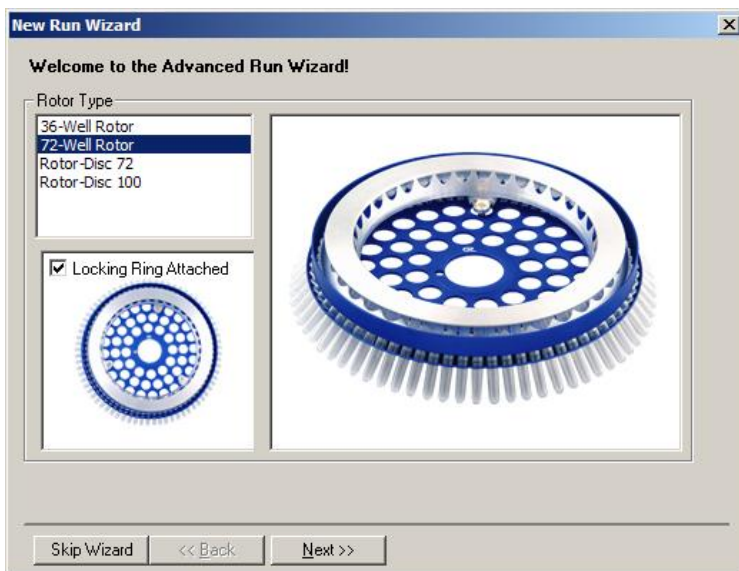 New Run Wizard
Welcome to the Advanced Run Wizard!
Rotor Type
36-Well Rotor
72-Well Rotor
Rotor-Disc 72
Rotor-Disc 100
Locking Ring Attached
Skip Wizard
<< Back
Next >>